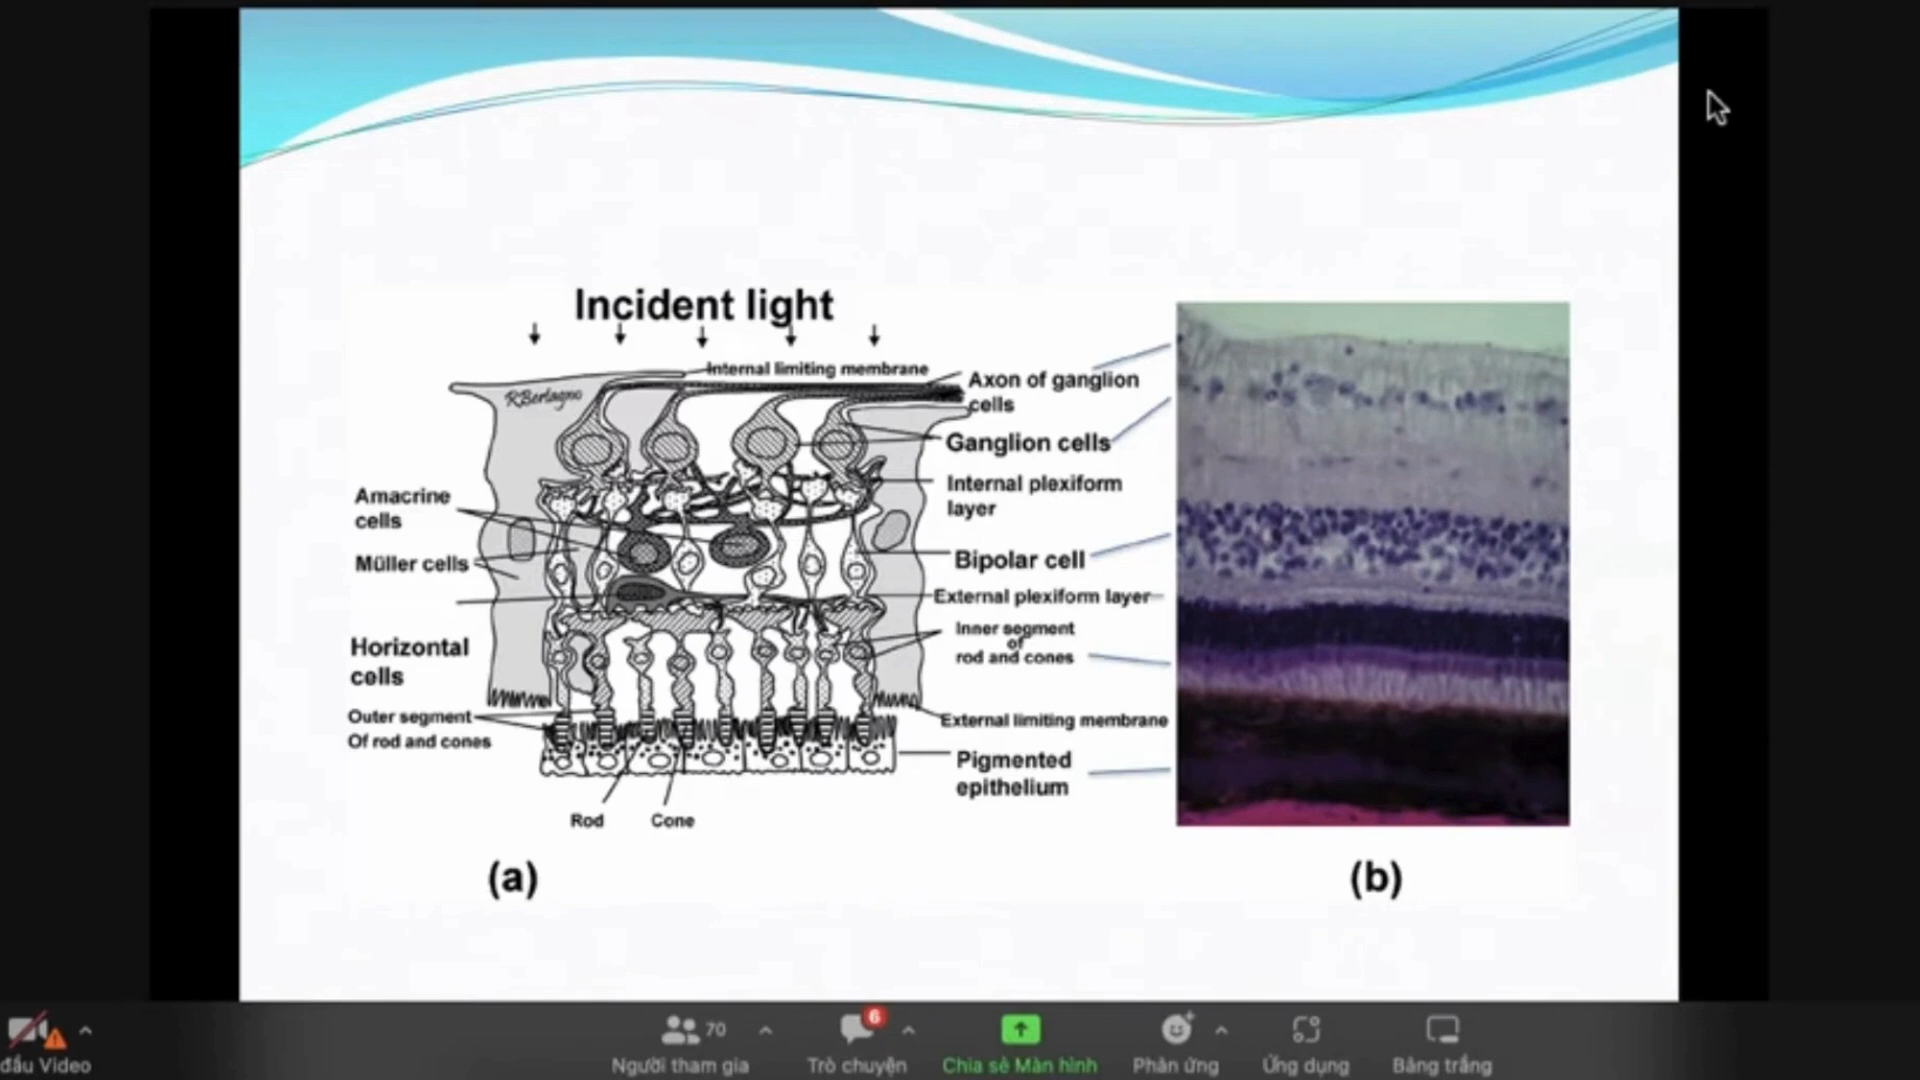 Incident light
Internal limiting membrane
R.Berlagno
Axon of ganglion
cells
Ganglion cells
Internal plexiform
layer
Amacrine
cells
Müller cells
Bipolar cell
External plexiform layer
Inner segment
of
rod and cones
Horizontal
cells
Outer segment
Of rod and cones
External limiting membrane
Pigmented
epithelium
Rod
Cone
(a)
(b)
đầu Video
70
Người tham gia
6
Trò chuyện
Chia sẻ Màn hình
Phản ứng
Ứng dụng
Bảng trắng